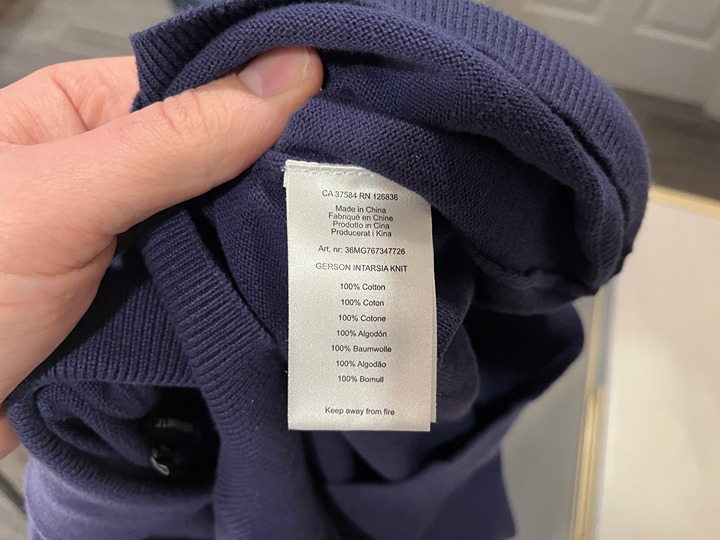 CA 37584 RN 126836
Made in China
Fabriqué en Chine
Prodotto in Cina
Producerat i Kina
Art. nr: 36MG767347726
GERSON INTARSIA KNIT
100% Cotton
100% Coton
100% Cotone
100% Algodón
100% Baumwolle
100% Algodão
100% Bomull
Keep away from fire